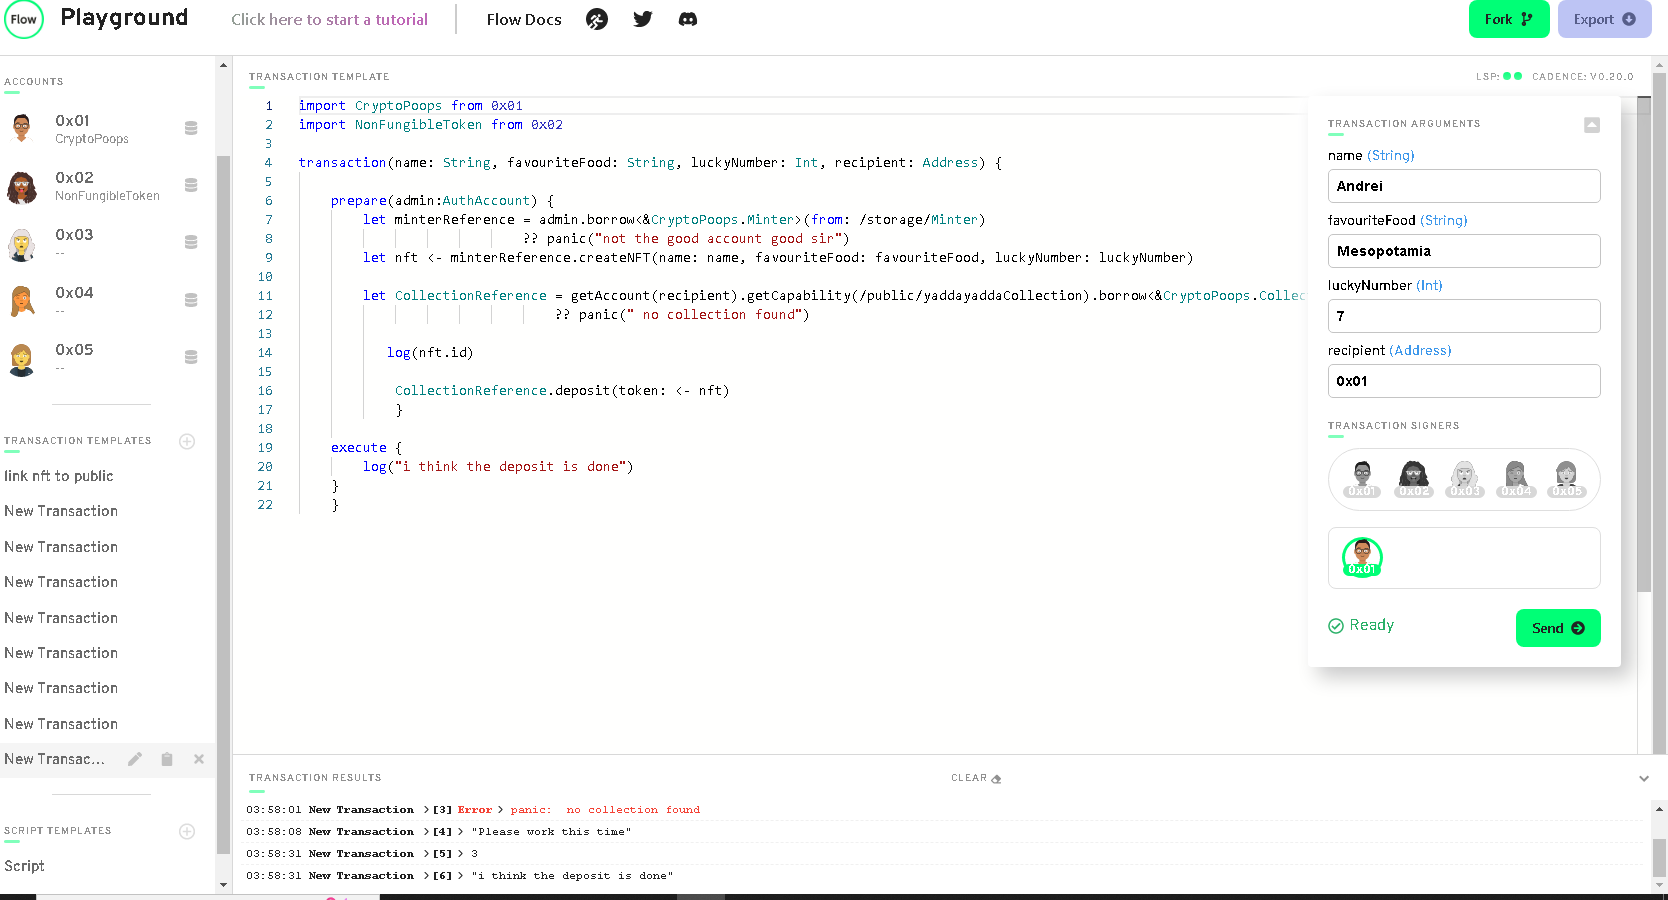 Flow Playground Click here to start a tutorial Flow Docs Fork Export
ACCOUNTS
0x01
CryptoPoops
0x02
NonFungibleToken
0x03
--
0x04
--
0x05
--
TRANSACTION TEMPLATES
link nft to public
New Transaction
New Transaction
New Transaction
New Transaction
New Transaction
New Transaction
New Transaction
New Transac...
SCRIPT TEMPLATES
Script
TRANSACTION TEMPLATE
LSP: CADENCE: V0.20.0
1 import CryptoPoops from 0x01
2 import NonFungibleToken from 0x02
3
4 transaction(name: String, favouriteFood: String, luckyNumber: Int, recipient: Address) {
5
6 prepare(admin:AuthAccount) {
7 let minterReference = admin.borrow<&CryptoPoops.Minter>(from: /storage/Minter)
8 ?? panic("not the good account good sir")
9 let nft <- minterReference.createNFT(name: name, favouriteFood: favouriteFood, luckyNumber: luckyNumber)
10
11 let CollectionReference = getAccount(recipient).getCapability(/public/yaddayaddaCollection).borrow<&CryptoPoops.Collec
12 ?? panic(" no collection found")
13
14 log(nft.id)
15
16 CollectionReference.deposit(token: <- nft)
17 }
18
19 execute {
20 log("i think the deposit is done")
21 }
22 }
TRANSACTION ARGUMENTS
name (String)
Andrei
favouriteFood (String)
Mesopotamia
luckyNumber (Int)
7
recipient (Address)
0x01
TRANSACTION SIGNERS
0x01 0x02 0x03 0x04 0x05
0x01
Ready Send
TRANSACTION RESULTS CLEAR
03:58:01 New Transaction >[3] Error > panic:  no collection found
03:58:08 New Transaction >[4] > "Please work this time"
03:58:31 New Transaction >[5] > 3
03:58:31 New Transaction >[6] > "i think the deposit is done"